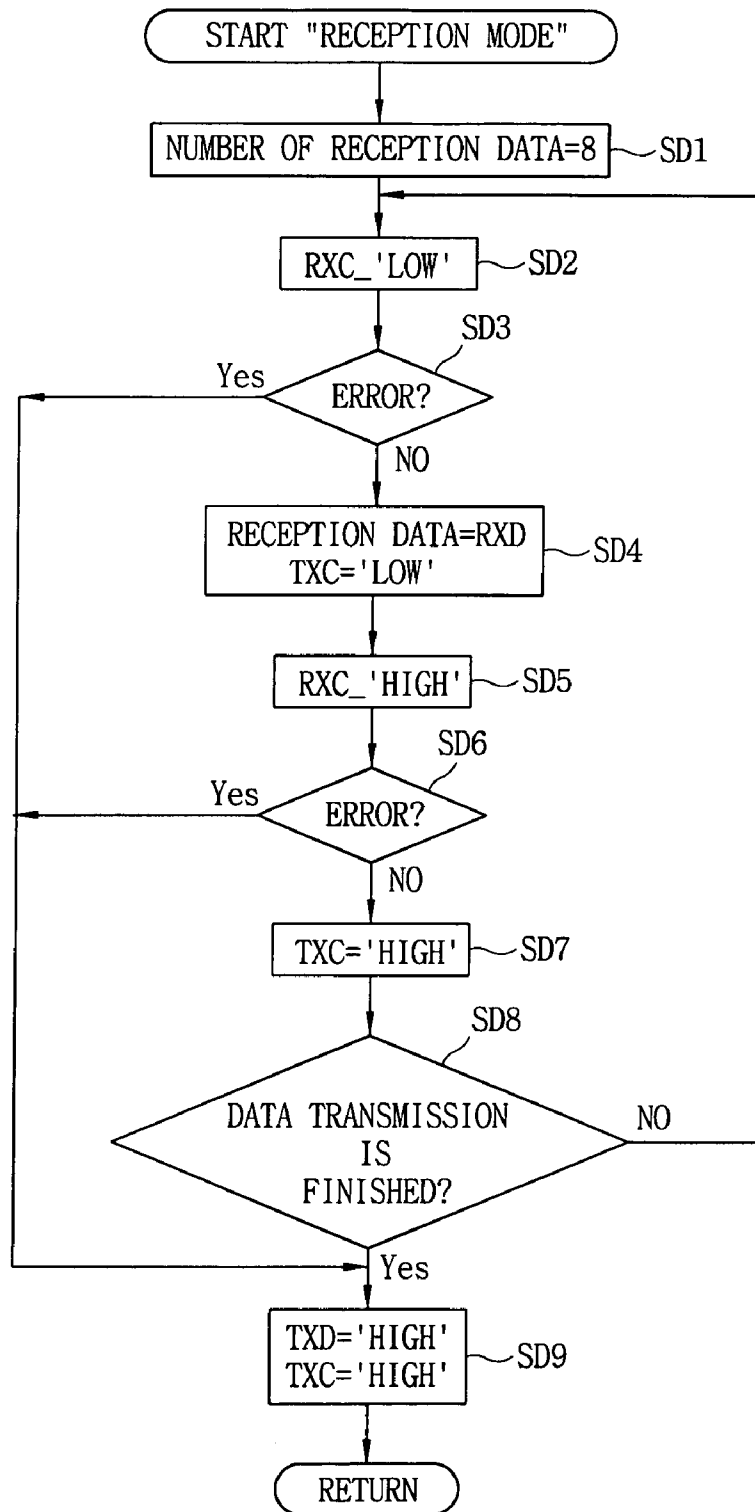 START "RECEPTION MODE"
NUMBER OF RECEPTION DATA=8
SD1
RXC_'LOW'
SD2
SD3
Yes
ERROR?
NO
RECEPTION DATA=RXD
TXC='LOW'
SD4
RXC_'HIGH'
SD5
SD6
Yes
ERROR?
NO
TXC='HIGH'
SD7
SD8
DATA TRANSMISSION
IS
FINISHED?
NO
Yes
TXD='HIGH'
TXC='HIGH'
SD9
RETURN